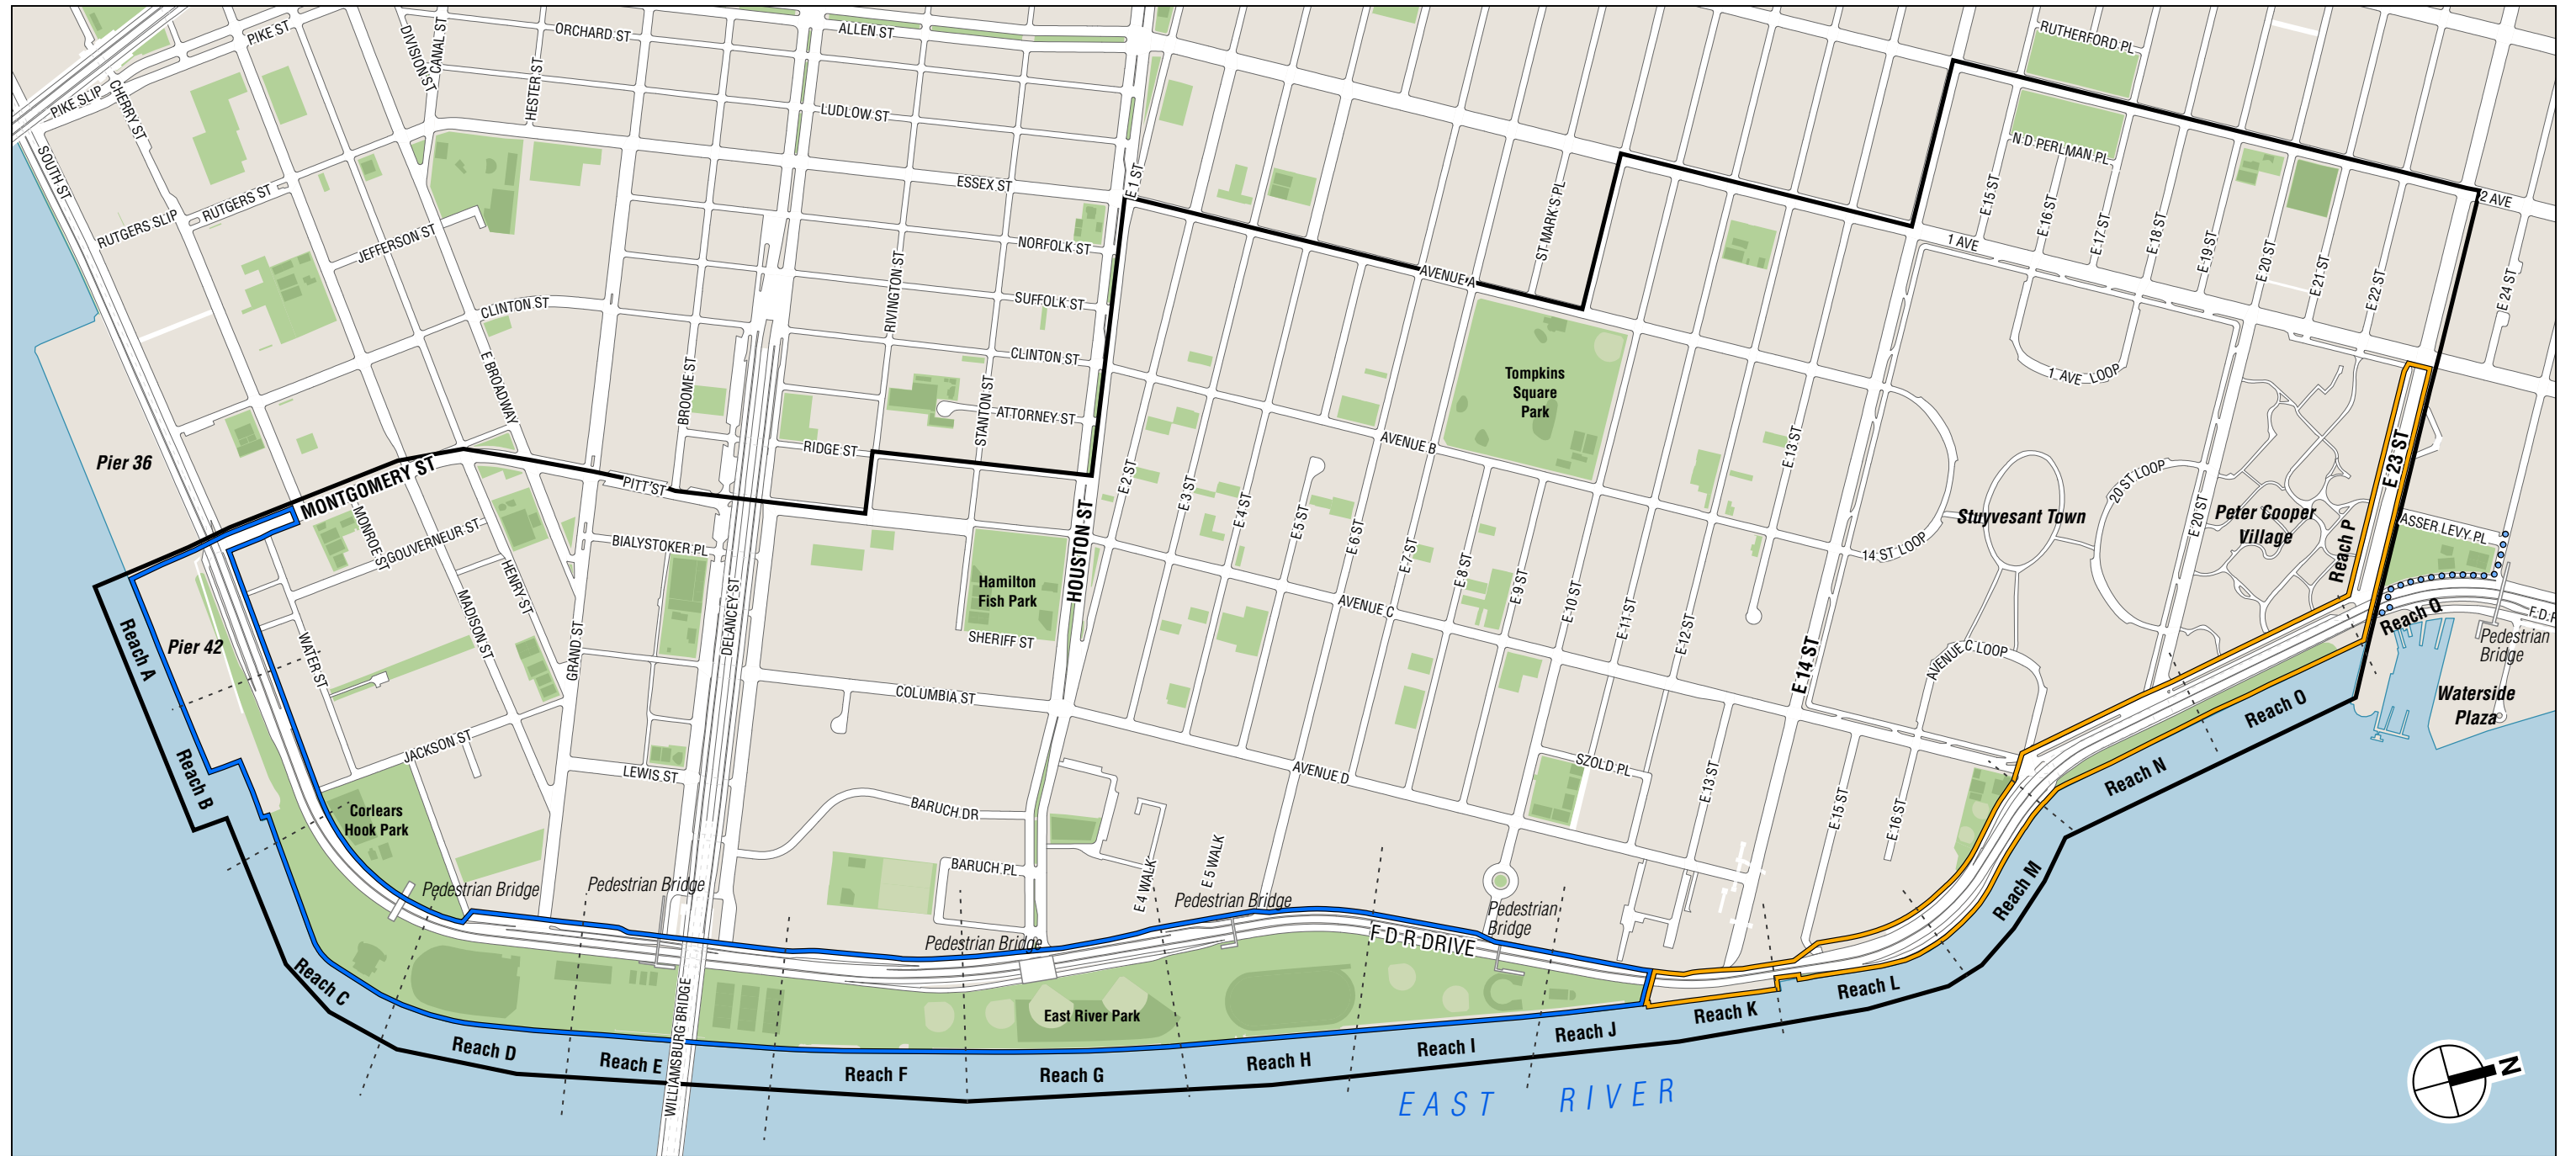 PIKE ST
DIVISION ST
CANAL ST
ORCHARD ST
ALLEN ST
RUTHERFORD PL
PIKE SLIP
CHERRY ST
HESTER ST
LUDLOW ST
SOUTH ST
N D PERLMAN PL
ESSEX ST
E 1 ST
ST MARK'S PL
2 AVE
RUTGERS SLIP
RUTGERS ST
JEFFERSON ST
NORFOLK ST
E 15 ST
E 16 ST
E 17 ST
E 18 ST
E 19 ST
E 20 ST
E 21 ST
E 22 ST
E 24 ST
1 AVE
AVENUE A
CLINTON ST
RIVINGTON ST
SUFFOLK ST
CLINTON ST
E BROADWAY
BROOME ST
STANTON ST
ATTORNEY ST
RIDGE ST
Tompkins
Square
Park
1 AVE LOOP
AVENUE B
E 13 ST
Pier 36
MONTGOMERY ST
PITT ST
E 2 ST
E 3 ST
E 4 ST
E 5 ST
E 6 ST
E 7 ST
E 8 ST
E 9 ST
E 10 ST
E 11 ST
E 12 ST
20 ST LOOP
E 20 ST
E 23 ST
Stuyvesant Town
Peter Cooper
Village
ASSER LEVY PL
MONROE ST
GOUVERNEUR ST
HENRY ST
BIALYSTOKER PL
HOUSTON ST
14 ST LOOP
Reach P
Hamilton
Fish Park
SHERIFF ST
AVENUE C
DELANCEY ST
MADISON ST
WATER ST
GRAND ST
Reach A
Pier 42
E 14 ST
AVENUE C LOOP
Reach Q
F D R
Pedestrian
Bridge
Waterside
Plaza
COLUMBIA ST
JACKSON ST
LEWIS ST
Reach B
Corlears
Hook Park
BARUCH DR
BARUCH PL
AVENUE D
SZOLD PL
E 13 ST
E 15 ST
E 16 ST
E 4 WALK
E 5 WALK
Reach O
Reach N
Reach M
Pedestrian Bridge
Pedestrian Bridge
Pedestrian Bridge
Pedestrian Bridge
Pedestrian
Bridge
F D R DRIVE
WILLIAMSBURG BRIDGE
East River Park
Reach C
Reach D
Reach E
Reach F
Reach G
Reach H
Reach I
Reach J
Reach K
Reach L
EAST RIVER
N